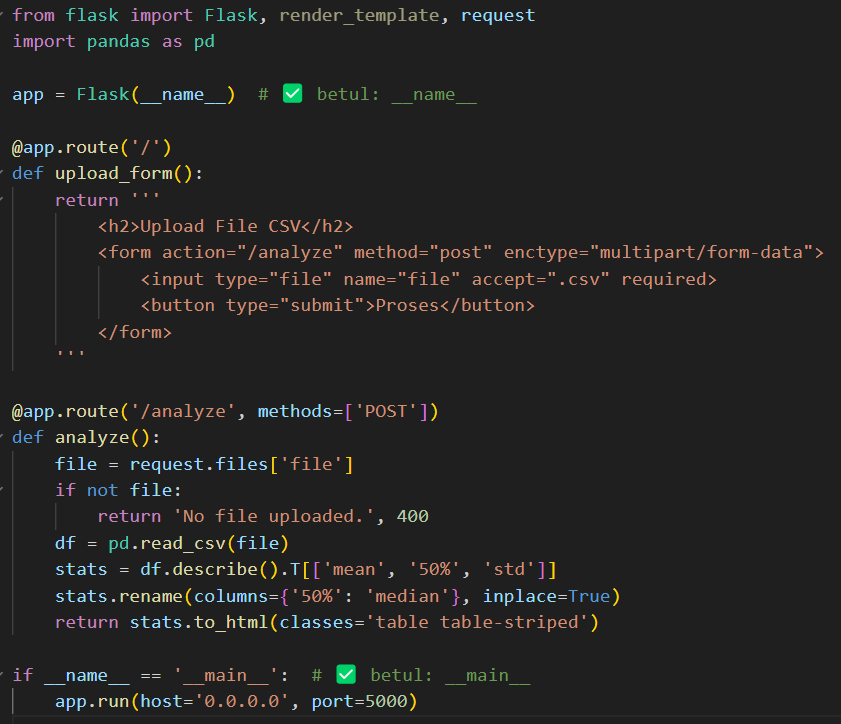 from flask import Flask, render_template, request
import pandas as pd
app = Flask(__name__)  # ✅ betul: __name__
@app.route('/')
def upload_form():
    return '''
        <h2>Upload File CSV</h2>
        <form action="/analyze" method="post" enctype="multipart/form-data">
            <input type="file" name="file" accept=".csv" required>
            <button type="submit">Proses</button>
        </form>
    '''
@app.route('/analyze', methods=['POST'])
def analyze():
    file = request.files['file']
    if not file:
        return 'No file uploaded.', 400
    df = pd.read_csv(file)
    stats = df.describe().T[['mean', '50%', 'std']]
    stats.rename(columns={'50%': 'median'}, inplace=True)
    return stats.to_html(classes='table table-striped')
if __name__ == '__main__':  # ✅ betul: __main__
    app.run(host='0.0.0.0', port=5000)